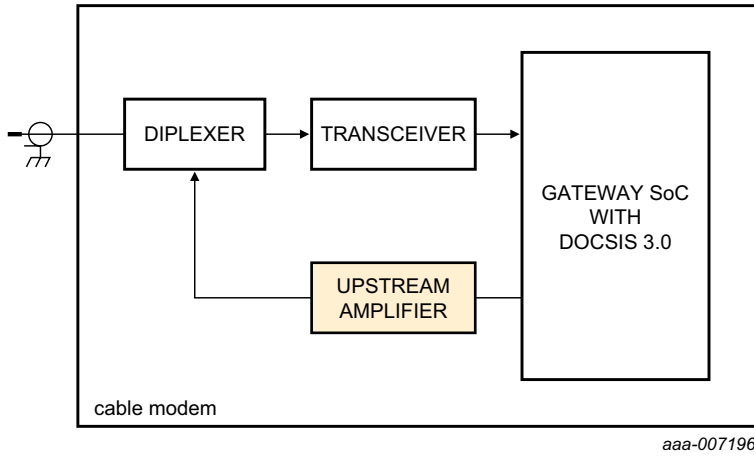 DIPLEXER
TRANSCEIVER
GATEWAY SoC
WITH
DOCSIS 3.0
UPSTREAM
AMPLIFIER
cable modem
aaa-007196